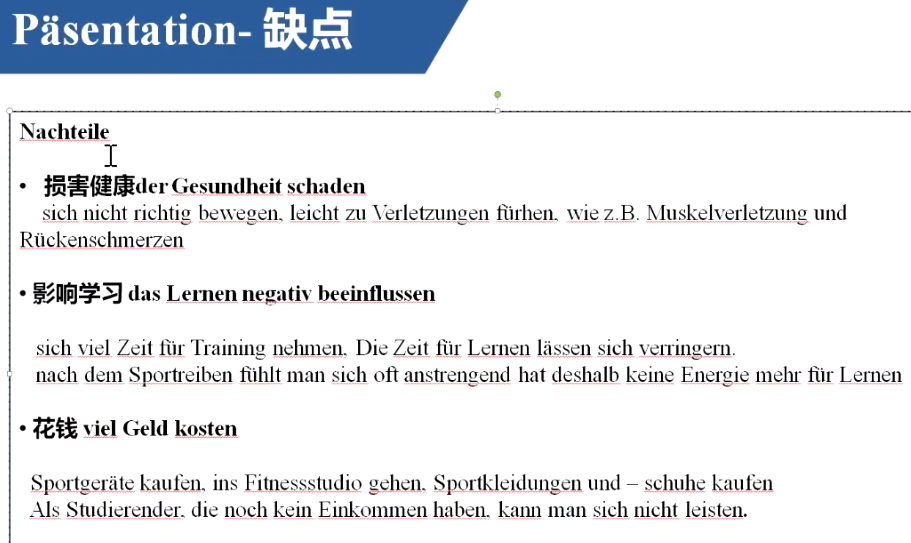 Päsentation- 缺点
Nachteile
• 损害健康der Gesundheit schaden
sich nicht richtig bewegen, leicht zu Verletzungen fürhen, wie z.B. Muskelverletzung und
Rückenschmerzen
• 影响学习 das Lernen negativ beeinflussen
sich viel Zeit für Training nehmen, Die Zeit für Lernen lässen sich verringern.
nach dem Sportreiben fühlt man sich oft anstrengend hat deshalb keine Energie mehr für Lernen
• 花钱 viel Geld kosten
Sportgeräte kaufen, ins Fitnessstudio gehen, Sportkleidungen und – schuhe kaufen
Als Studierender, die noch kein Einkommen haben, kann man sich nicht leisten.